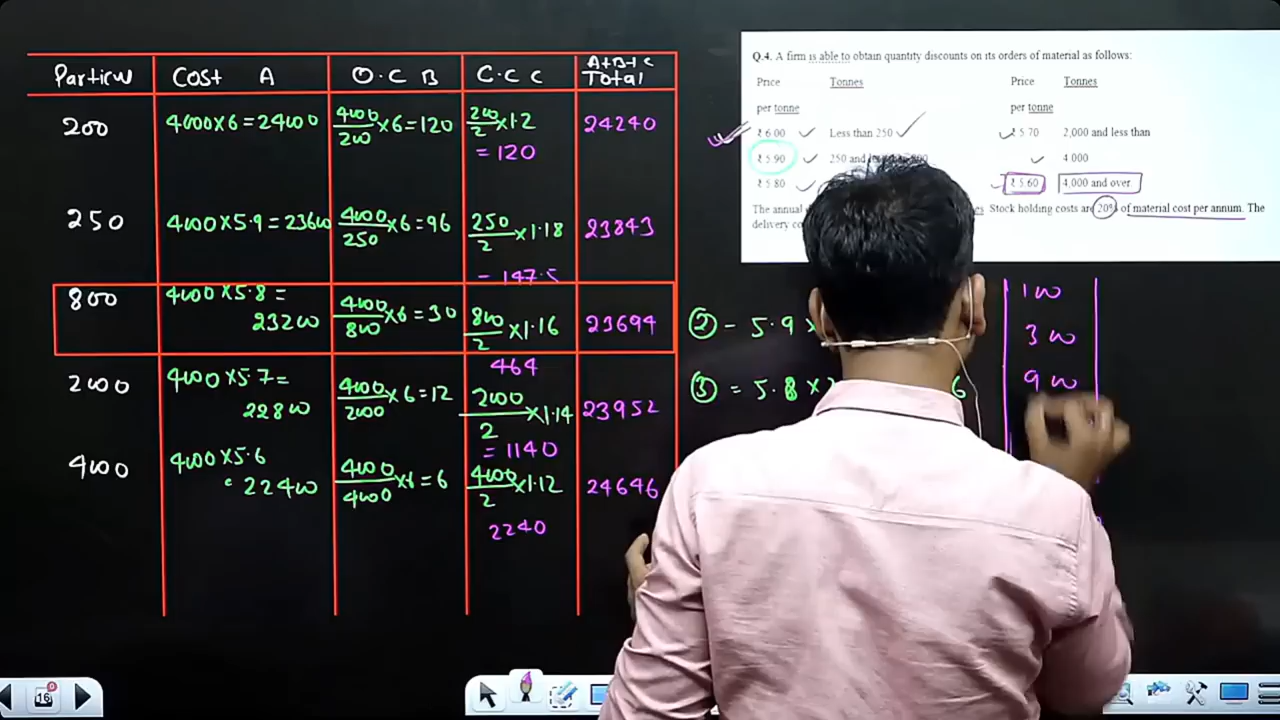 Particul Cost A O.C B C.C C A+B+C Total
200 4000×6=24000 4000/200×6=120 200/2×1.2 =120 24240
250 4000×5.9=23600 4000/250×6=96 250/2×1.18 =147.5 23843
800 4000×5.8= 23200 4000/800×6=30 800/2×1.16 464 23694
2000 4000×5.7= 22800 4000/2000×6=12 2000/2×1.14 =1140 23952
4000 4000×5.6 =22400 4000/4000×6=6 4000/2×1.12 2240 24646
Q.4. A firm is able to obtain quantity discounts on its orders of material as follows:
Price Tonnes Price Tonnes
per tonne per tonne
₹ 6.00 Less than 250 ₹ 5.70 2,000 and less than
₹ 5.90 250 and 4 000
₹ 5.80 ₹ 5.60 4,000 and over.
The annual Stock holding costs are 20% of material cost per annum. The
delivery
② - 5.9 ×
③ = 5.8 × 6
100
300
900
16